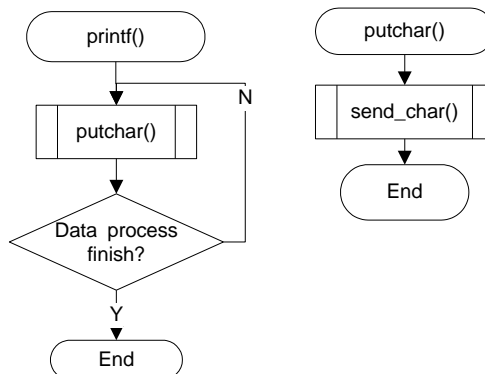 printf()
N
putchar()
Data process
finish?
Y
End
putchar()
send_char()
End